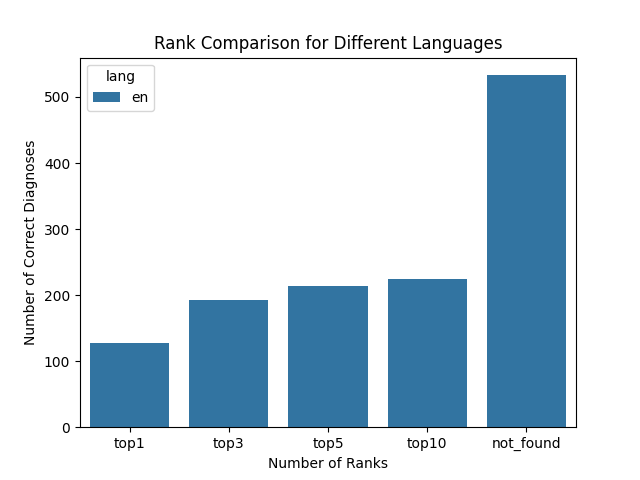 Rank Comparison for Different Languages
lang
en
Number of Correct Diagnoses
500
400
300
200
100
0
top1 top3 top5 top10 not_found
Number of Ranks